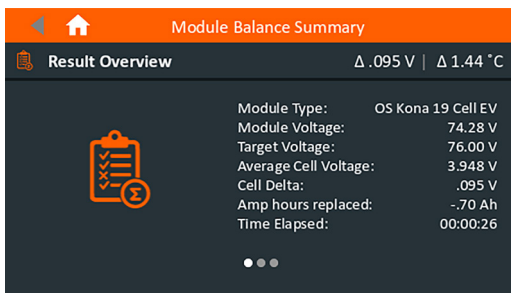 Module Balance Summary
Result Overview Δ .095 V | Δ 1.44 °C
Module Type: OS Kona 19 Cell EV
Module Voltage: 74.28 V
Target Voltage: 76.00 V
Average Cell Voltage: 3.948 V
Cell Delta: .095 V
Amp hours replaced: -.70 Ah
Time Elapsed: 00:00:26
Σ